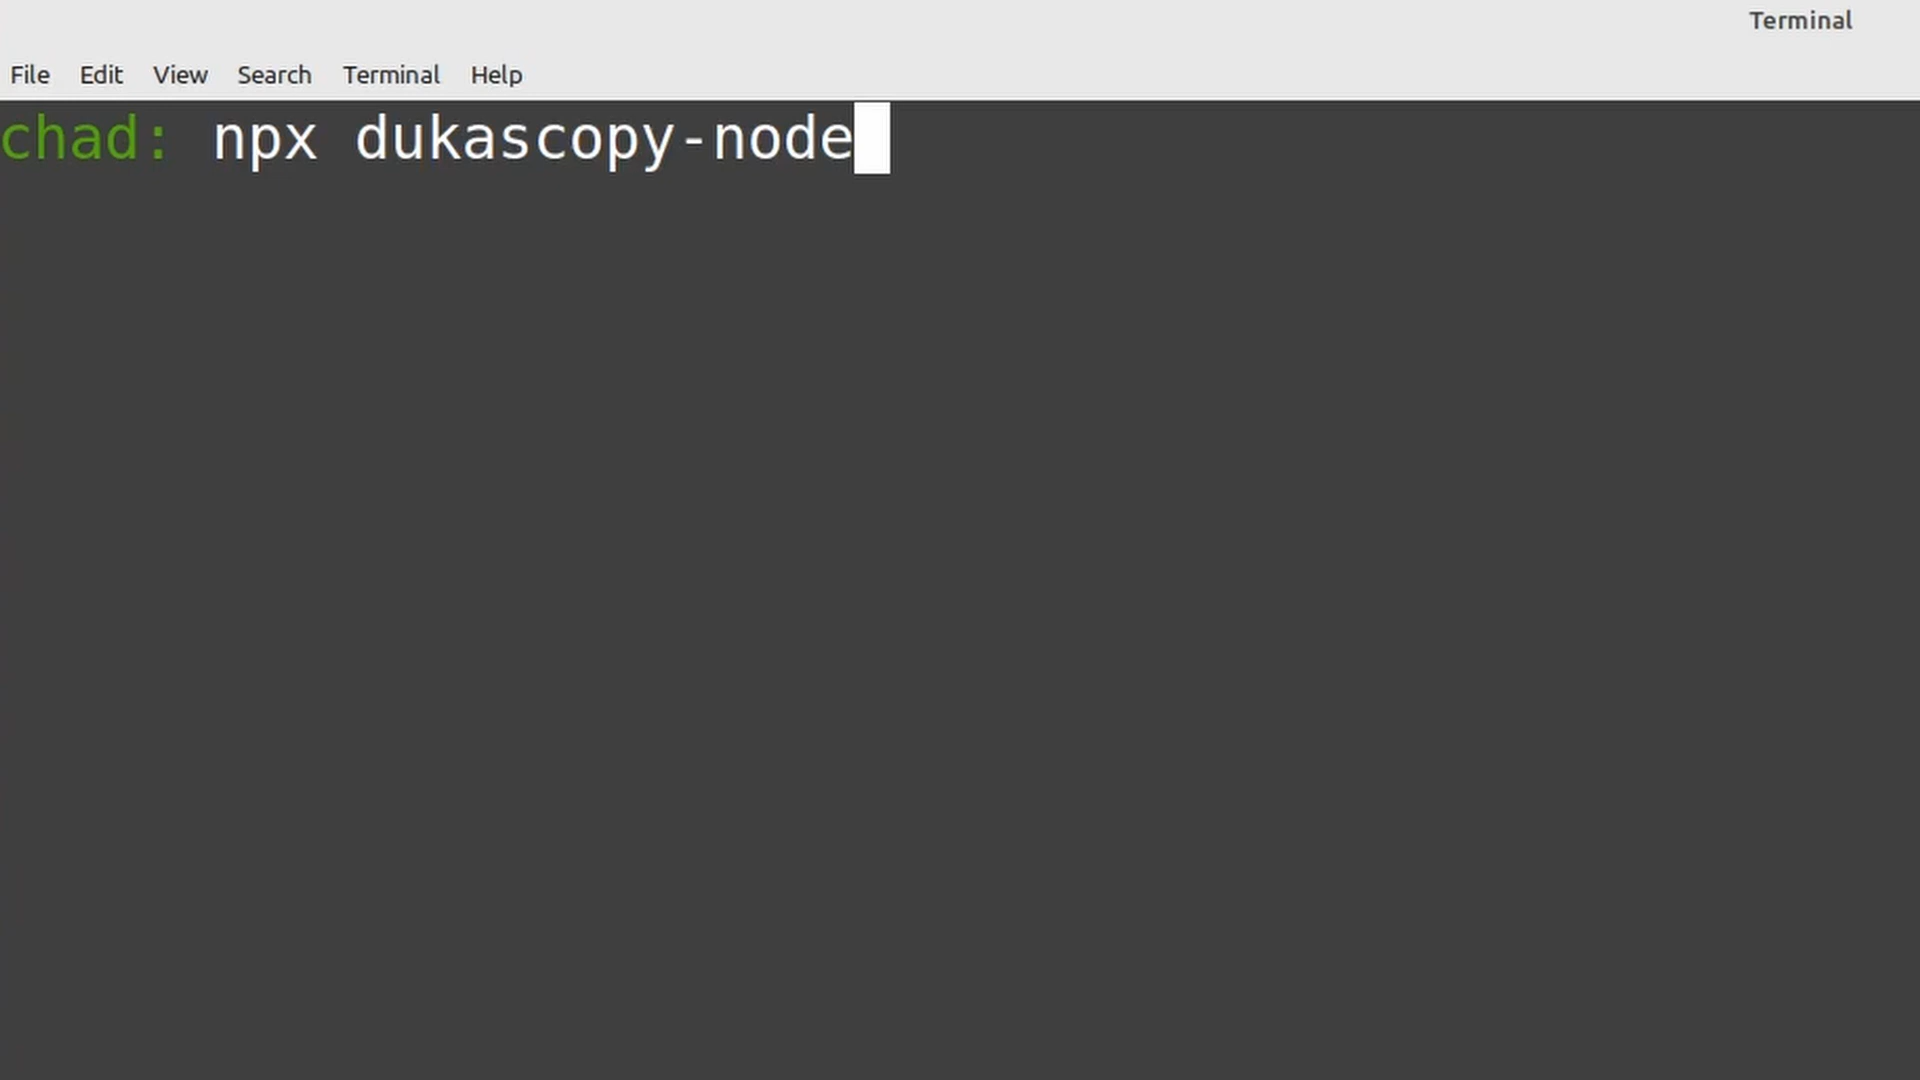 Terminal
File Edit View Search Terminal Help
chad: npx dukascopy-node